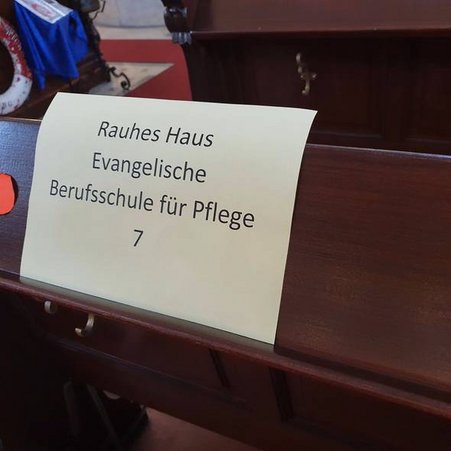 Rauhes Haus
Evangelische
Berufsschule für Pflege
7